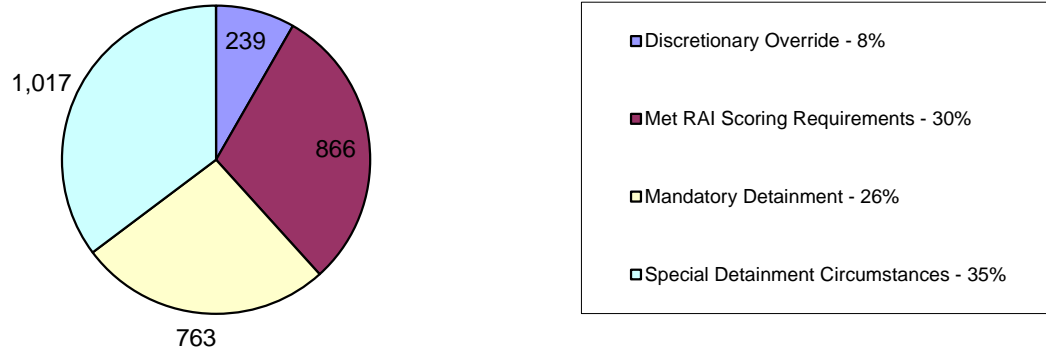 239
1,017
866
763
Discretionary Override - 8%
Met RAI Scoring Requirements - 30%
Mandatory Detainment - 26%
Special Detainment Circumstances - 35%